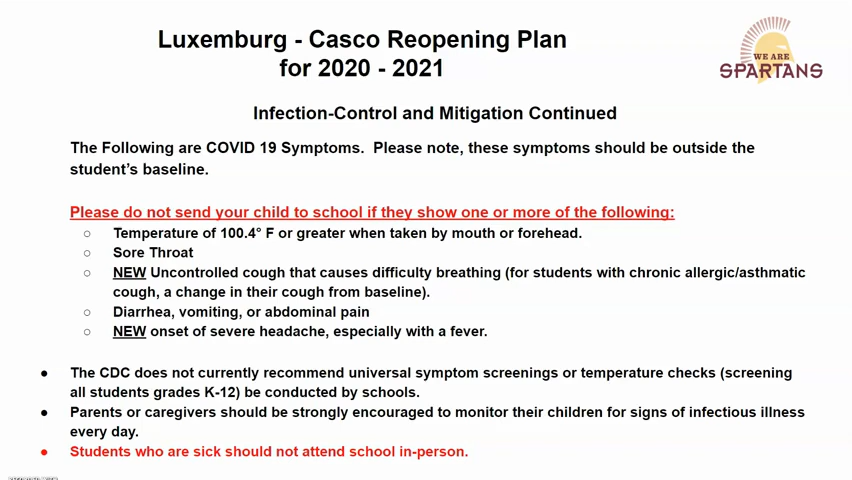 Luxemburg - Casco Reopening Plan
for 2020 - 2021
WE ARE
SPARTANS
Infection-Control and Mitigation Continued
The Following are COVID 19 Symptoms. Please note, these symptoms should be outside the
student's baseline.
Please do not send your child to school if they show one or more of the following:
○ Temperature of 100.4° F or greater when taken by mouth or forehead.
○ Sore Throat
○ NEW Uncontrolled cough that causes difficulty breathing (for students with chronic allergic/asthmatic
cough, a change in their cough from baseline).
○ Diarrhea, vomiting, or abdominal pain
○ NEW onset of severe headache, especially with a fever.
● The CDC does not currently recommend universal symptom screenings or temperature checks (screening
all students grades K-12) be conducted by schools.
● Parents or caregivers should be strongly encouraged to monitor their children for signs of infectious illness
every day.
● Students who are sick should not attend school in-person.